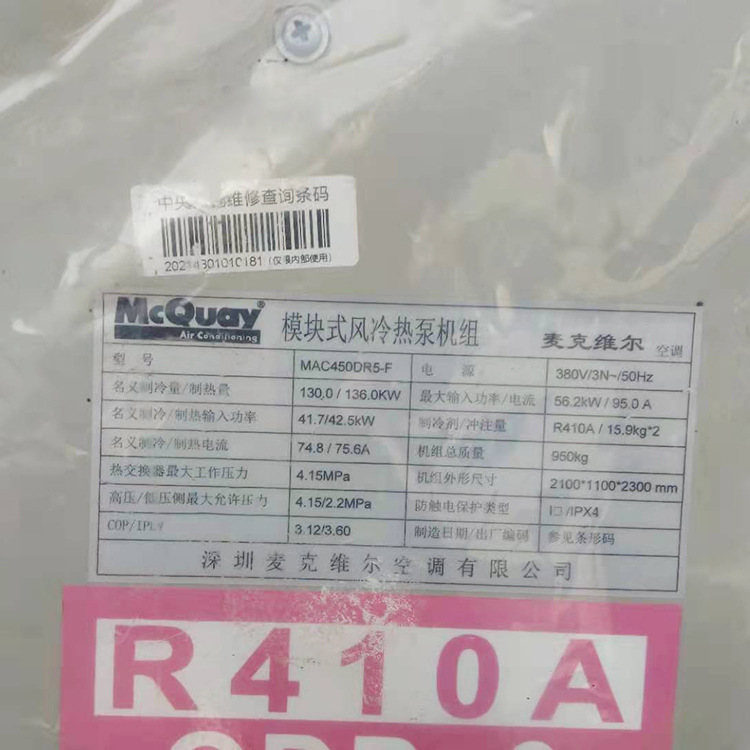 维修查询条码
(仅限内部使用)
McQuay®
Air Conditioning
模块式风冷热泵机组
麦克维尔 空调
型号 MAC450DR5-F 电源 380V/3N~/50Hz
名义制冷量/制热量 130.0 / 136.0KW 最大输入功率/电流 56.2kW / 95.0 A
名义制冷/制热输入功率 41.7/42.5kW 制冷剂/冲注量 R410A / 15.9kg*2
名义制冷/制热电流 74.8 / 75.6A 机组总质量 950kg
热交换器最大工作压力 4.15MPa 机组外形尺寸 2100*1100*2300 mm
高压/低压侧最大允许压力 4.15/2.2MPa 防触电保护类型 /IPX4
COP/IPLV 3.12/3.60 制造日期/出厂编码 参见条形码
深圳麦克维尔空调有限公司
R410A